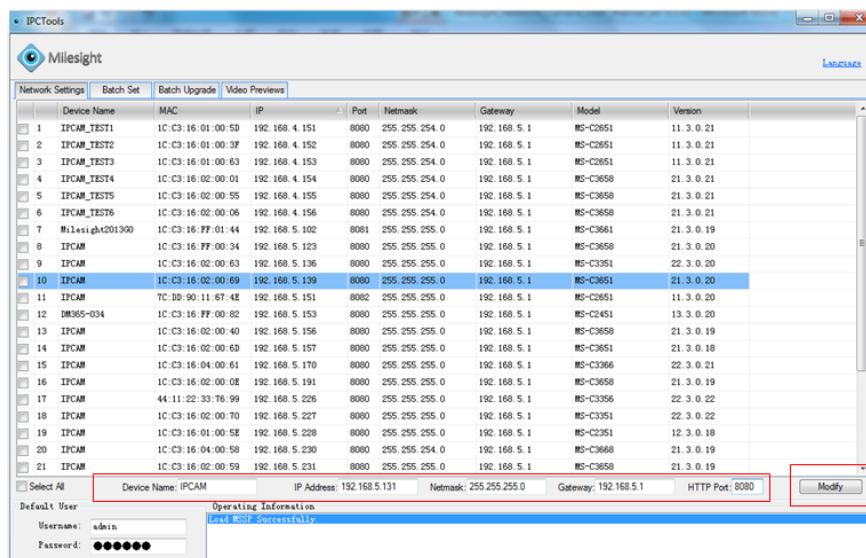 IPCTools
Milesight
Language
Network Settings Batch Set Batch Upgrade Video Previews
Device Name MAC IP Port Netmask Gateway Model Version
1 IPCAM_TEST1 1C:C3:16:01:00:5D 192.168.4.151 8080 255.255.254.0 192.168.5.1 MS-C2651 11.3.0.21
2 IPCAM_TEST2 1C:C3:16:01:00:3F 192.168.4.152 8080 255.255.254.0 192.168.5.1 MS-C2651 11.3.0.21
3 IPCAM_TEST3 1C:C3:16:01:00:63 192.168.4.153 8080 255.255.254.0 192.168.5.1 MS-C2651 11.3.0.21
4 IPCAM_TEST4 1C:C3:16:02:00:01 192.168.4.154 8080 255.255.254.0 192.168.5.1 MS-C3658 21.3.0.21
5 IPCAM_TEST5 1C:C3:16:02:00:55 192.168.4.155 8080 255.255.254.0 192.168.5.1 MS-C3658 21.3.0.21
6 IPCAM_TEST6 1C:C3:16:02:00:06 192.168.4.156 8080 255.255.254.0 192.168.5.1 MS-C3658 21.3.0.21
7 Milesight2013GO 1C:C3:16:FF:01:44 192.168.5.102 8081 255.255.255.0 192.168.5.1 MS-C3661 21.3.0.19
8 IPCAM 1C:C3:16:FF:00:34 192.168.5.123 8080 255.255.255.0 192.168.5.1 MS-C3658 21.3.0.20
9 IPCAM 1C:C3:16:02:00:63 192.168.5.136 8080 255.255.255.0 192.168.5.1 MS-C3351 22.3.0.20
10 IPCAM 1C:C3:16:02:00:69 192.168.5.139 8080 255.255.255.0 192.168.5.1 MS-C3651 21.3.0.20
11 IPCAM 7C:DD:90:11:67:4E 192.168.5.151 8082 255.255.255.0 192.168.5.1 MS-C2651 11.3.0.20
12 DM365-034 1C:C3:16:FF:00:82 192.168.5.153 8080 255.255.255.0 192.168.5.1 MS-C2451 13.3.0.20
13 IPCAM 1C:C3:16:02:00:40 192.168.5.156 8080 255.255.255.0 192.168.5.1 MS-C3658 21.3.0.19
14 IPCAM 1C:C3:16:02:00:6D 192.168.5.157 8080 255.255.255.0 192.168.5.1 MS-C3651 21.3.0.18
15 IPCAM 1C:C3:16:04:00:61 192.168.5.170 8080 255.255.255.0 192.168.5.1 MS-C3366 22.3.0.21
16 IPCAM 1C:C3:16:02:00:0E 192.168.5.191 8080 255.255.255.0 192.168.5.1 MS-C3658 21.3.0.19
17 IPCAM 44:11:22:33:76:99 192.168.5.226 8080 255.255.255.0 192.168.5.1 MS-C3356 22.3.0.22
18 IPCAM 1C:C3:16:02:00:70 192.168.5.227 8080 255.255.255.0 192.168.5.1 MS-C3351 22.3.0.22
19 IPCAM 1C:C3:16:01:00:5E 192.168.5.228 8080 255.255.255.0 192.168.5.1 MS-C2351 12.3.0.18
20 IPCAM 1C:C3:16:04:00:58 192.168.5.230 8080 255.255.255.0 192.168.5.1 MS-C3668 21.3.0.19
21 IPCAM 1C:C3:16:02:00:59 192.168.5.231 8080 255.255.255.0 192.168.5.1 MS-C3658 21.3.0.19
Select All Device Name: IPCAM IP Address: 192.168.5.131 Netmask: 255.255.255.0 Gateway: 192.168.5.1 HTTP Port: 8080 Modify
Default User Operating Information
Load MSSP Successfully.
Username: admin
Password: